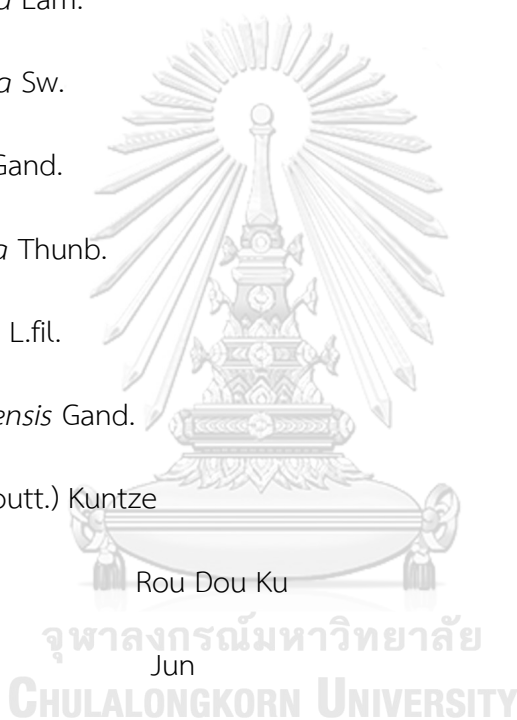 Lam.
Sw.
Gand.
Thunb.
L.fil.
ensis Gand.
outt.) Kuntze
Rou Dou Ku
จุฬาลงกรณ์มหาวิทยาลัย
Jun
CHULALONGKORN UNIVERSITY